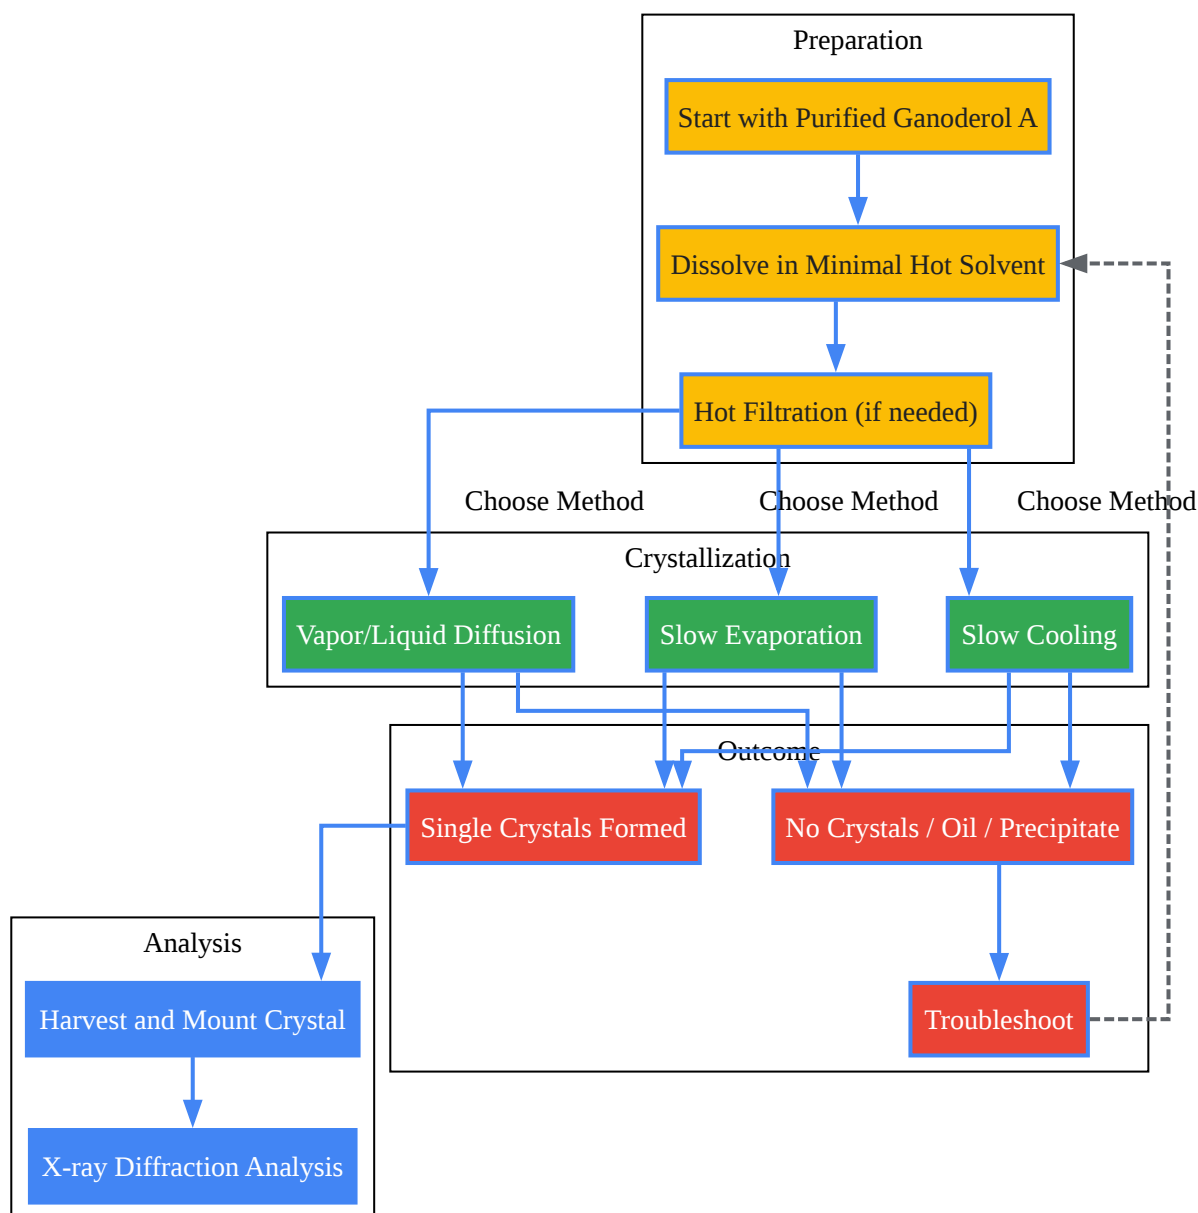 Preparation
Start with Purified Ganoderol A
Dissolve in Minimal Hot Solvent
Hot Filtration (if needed)
Choose Method
Choose Method
Choose Method
Crystallization
Vapor/Liquid Diffusion
Slow Evaporation
Slow Cooling
Outcome
Single Crystals Formed
No Crystals / Oil / Precipitate
Analysis
Harvest and Mount Crystal
Troubleshoot
X-ray Diffraction Analysis